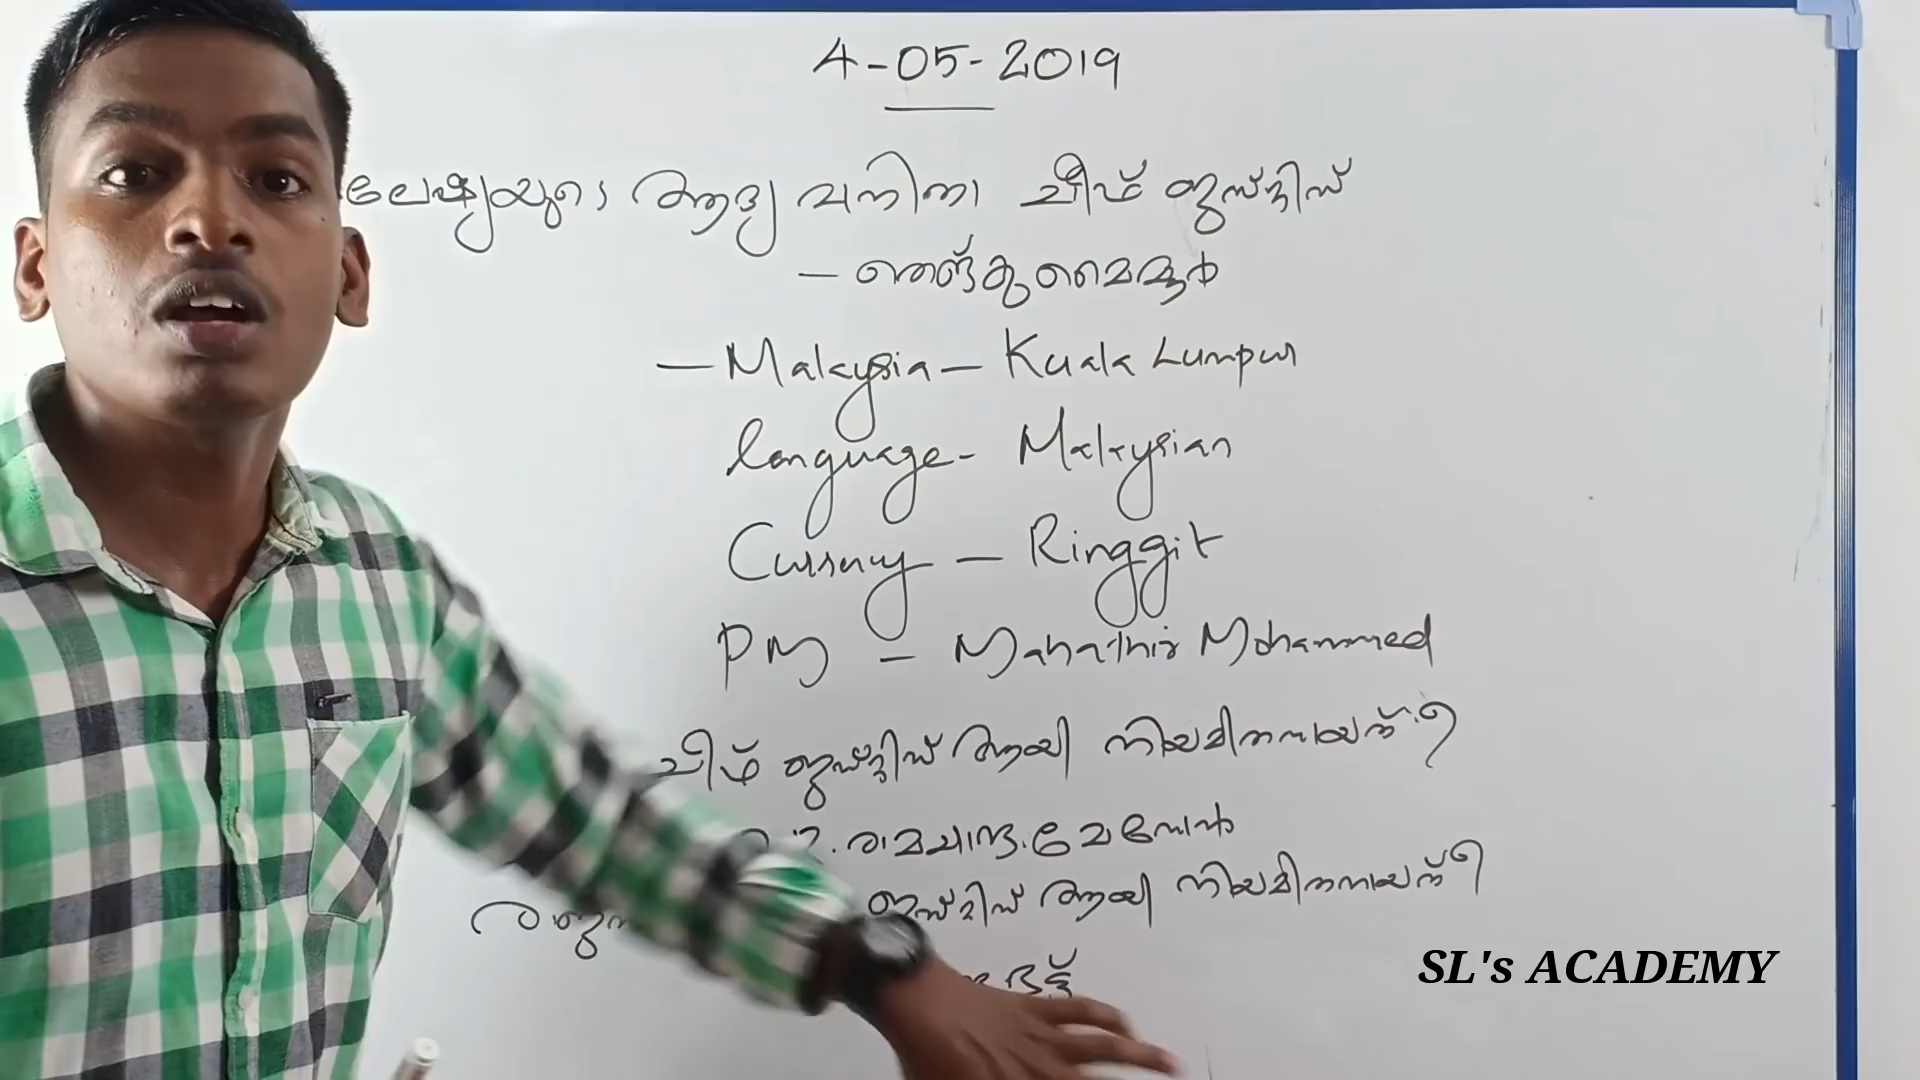 4-05-2019
ലേഷ്യയുടെ ആദ്യ വനിതാ ചീഫ് ജസ്റ്റിസ്
- തെങ്കു മൈമൂൻ
- Malaysia - Kuala Lumpur
language - Malaysian
Currency - Ringgit
PM - Mahathir Mohammed
ചീഫ് ജസ്റ്റിസ് ആയി നിയമിതനായത്?
രാമചന്ദ്ര മേനോൻ
ജസ്റ്റിസ് ആയി നിയമിതനായത്?
SL's ACADEMY